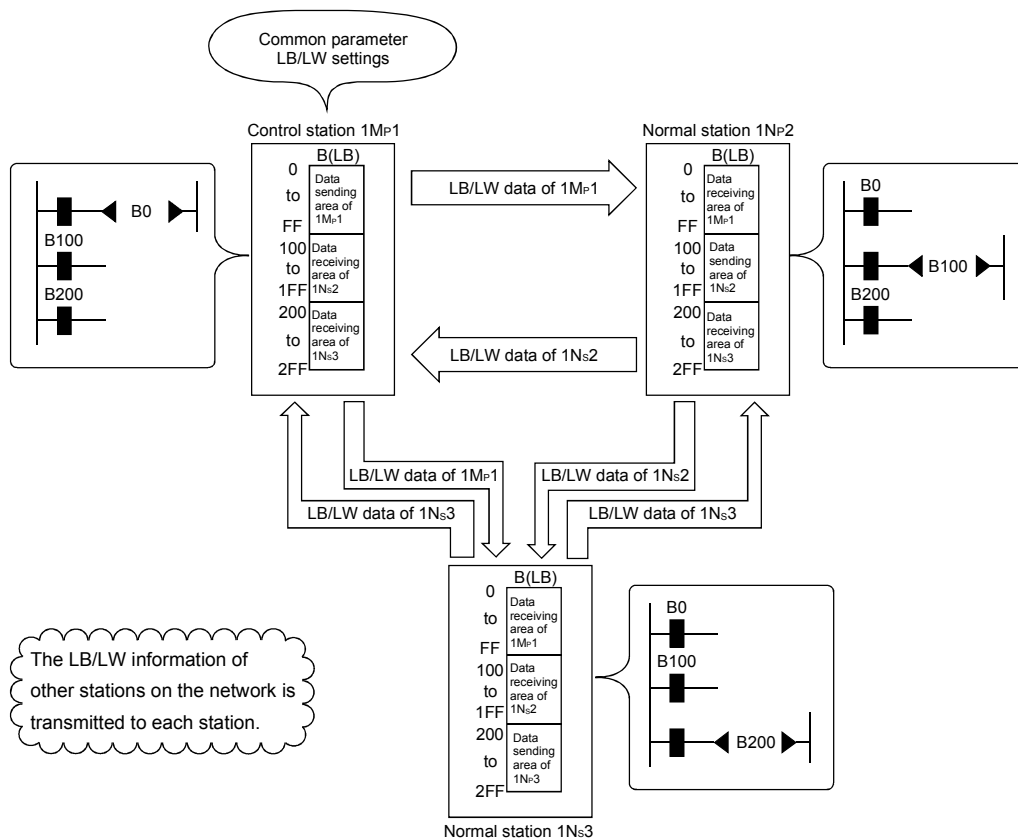 Common parameter
LB/LW settings
Control station 1MP1
Normal station 1NP2
B0
B100
B200
B(LB)
0
to
FF
100
to
1FF
200
to
2FF
Data
sending
area of
1MP1
Data
receiving
area of
1NS2
Data
receiving
area of
1NS3
LB/LW data of 1MP1
LB/LW data of 1NS2
B(LB)
0
to
FF
100
to
1FF
200
to
2FF
Data
receiving
area of
1MP1
Data
sending
area of
1NS2
Data
receiving
area of
1NS3
B0
B100
B200
LB/LW data of 1MP1
LB/LW data of 1NS3
LB/LW data of 1NS2
LB/LW data of 1NS3
B(LB)
0
to
FF
100
to
1FF
200
to
2FF
Data
receiving
area of
1MP1
Data
receiving
area of
1NS2
Data
sending
area of
1NP3
Normal station 1NS3
B0
B100
B200
The LB/LW information of
other stations on the network is
transmitted to each station.